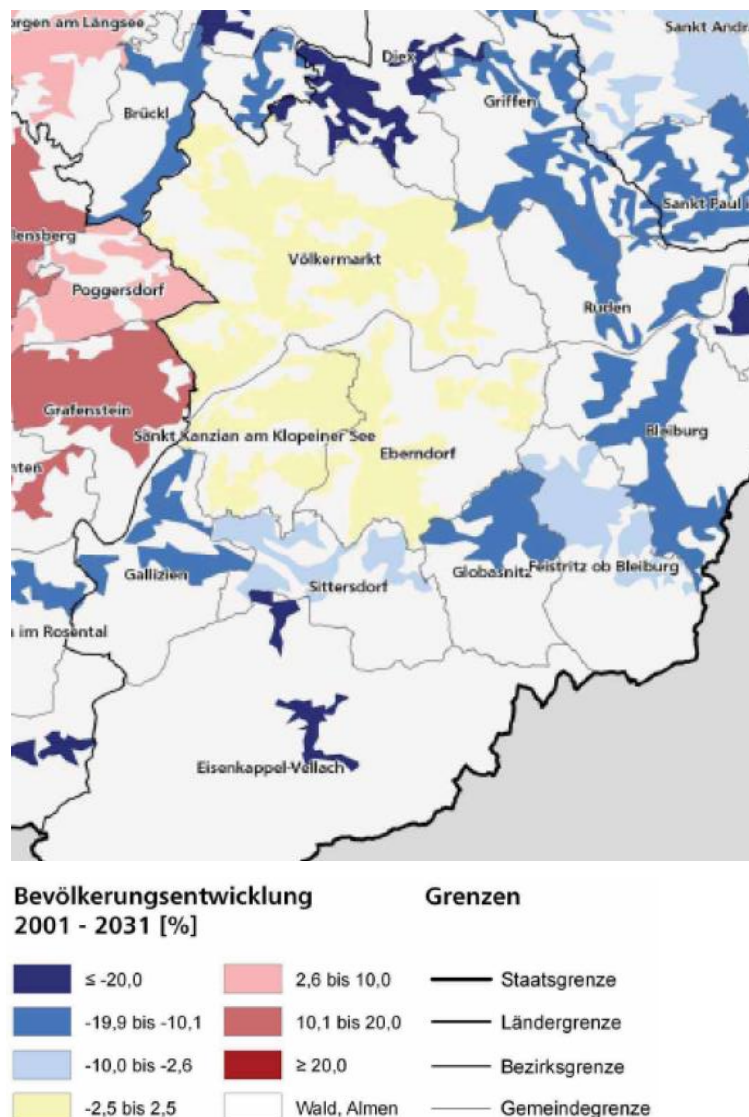 orgen am Längsee
Sankt Andr
Diex
Griffen
Brückl
Sankt Paul i
lensberg
Völkermarkt
Poggersdorf
Ruden
Grafenstein
Sankt Kanzian am Klopeiner See
Bleiburg
Eberndorf
nten
Gallizien
Sittersdorf
Globasnitz
Feistritz ob Bleiburg
im Rosental
Eisenkappel-Vellach
Bevölkerungsentwicklung
2001 - 2031 [%]
≤ -20,0
-19,9 bis -10,1
-10,0 bis -2,6
-2,5 bis 2,5
2,6 bis 10,0
10,1 bis 20,0
≥ 20,0
Wald, Almen
Grenzen
Staatsgrenze
Ländergrenze
Bezirksgrenze
Gemeindegrenze